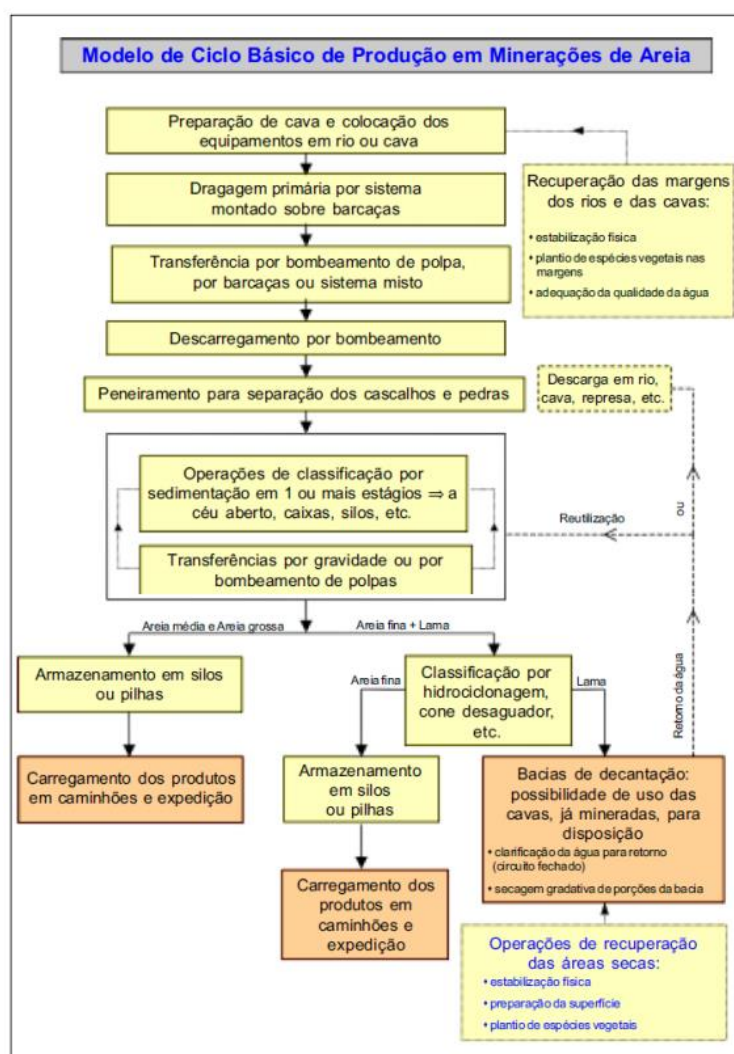 Modelo de Ciclo Básico de Produção em Minerações de Areia
Preparação de cava e colocação dos
equipamentos em rio ou cava
Dragagem primária por sistema
montado sobre barcaças
Transferência por bombeamento de polpa,
por barcaças ou sistema misto
Descarregamento por bombeamento
Peneiramento para separação dos cascalhos e pedras
Recuperação das margens
dos rios e das cavas:
• estabilização física
• plantio de espécies vegetais nas
margens
• adequação da qualidade da água
Descarga em rio,
cava, represa, etc.
Operações de classificação por
sedimentação em 1 ou mais estágios ⇒ a
céu aberto, caixas, silos, etc.
Transferências por gravidade ou por
bombeamento de polpas
Reutilização
ou
Retorno da água
Areia média e Areia grossa
Areia fina + Lama
Armazenamento em silos
ou pilhas
Carregamento dos produtos
em caminhões e expedição
Areia fina
Classificação por
hidrociclonagem,
cone desaguador,
etc.
Lama
Armazenamento
em silos
ou pilhas
Carregamento dos
produtos em
caminhões e
expedição
Bacias de decantação:
possibilidade de uso das
cavas, já mineradas, para
disposição
• clarificação da água para retorno
(circuito fechado)
• secagem gradativa de porções da bacia
Operações de recuperação
das áreas secas:
• estabilização física
• preparação da superfície
• plantio de espécies vegetais